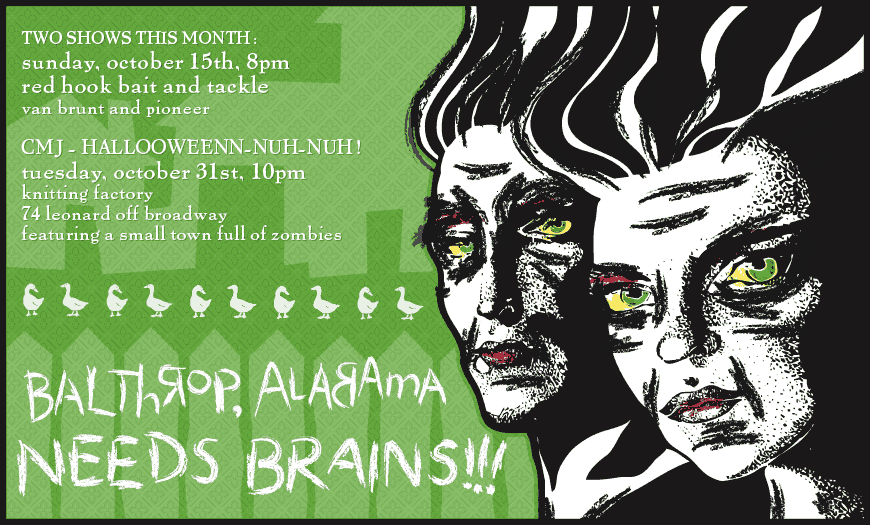 TWO SHOWS THIS MONTH:
sunday, october 15th, 8pm
red hook bait and tackle
van brunt and pioneer
CMJ - HALLOOWEENN-NUH-NUH!
tuesday, october 31st, 10pm
knitting factory
74 leonard off broadway
featuring a small town full of zombies
BALThROP, ALABAmA
NEEDS BRAINS!!!